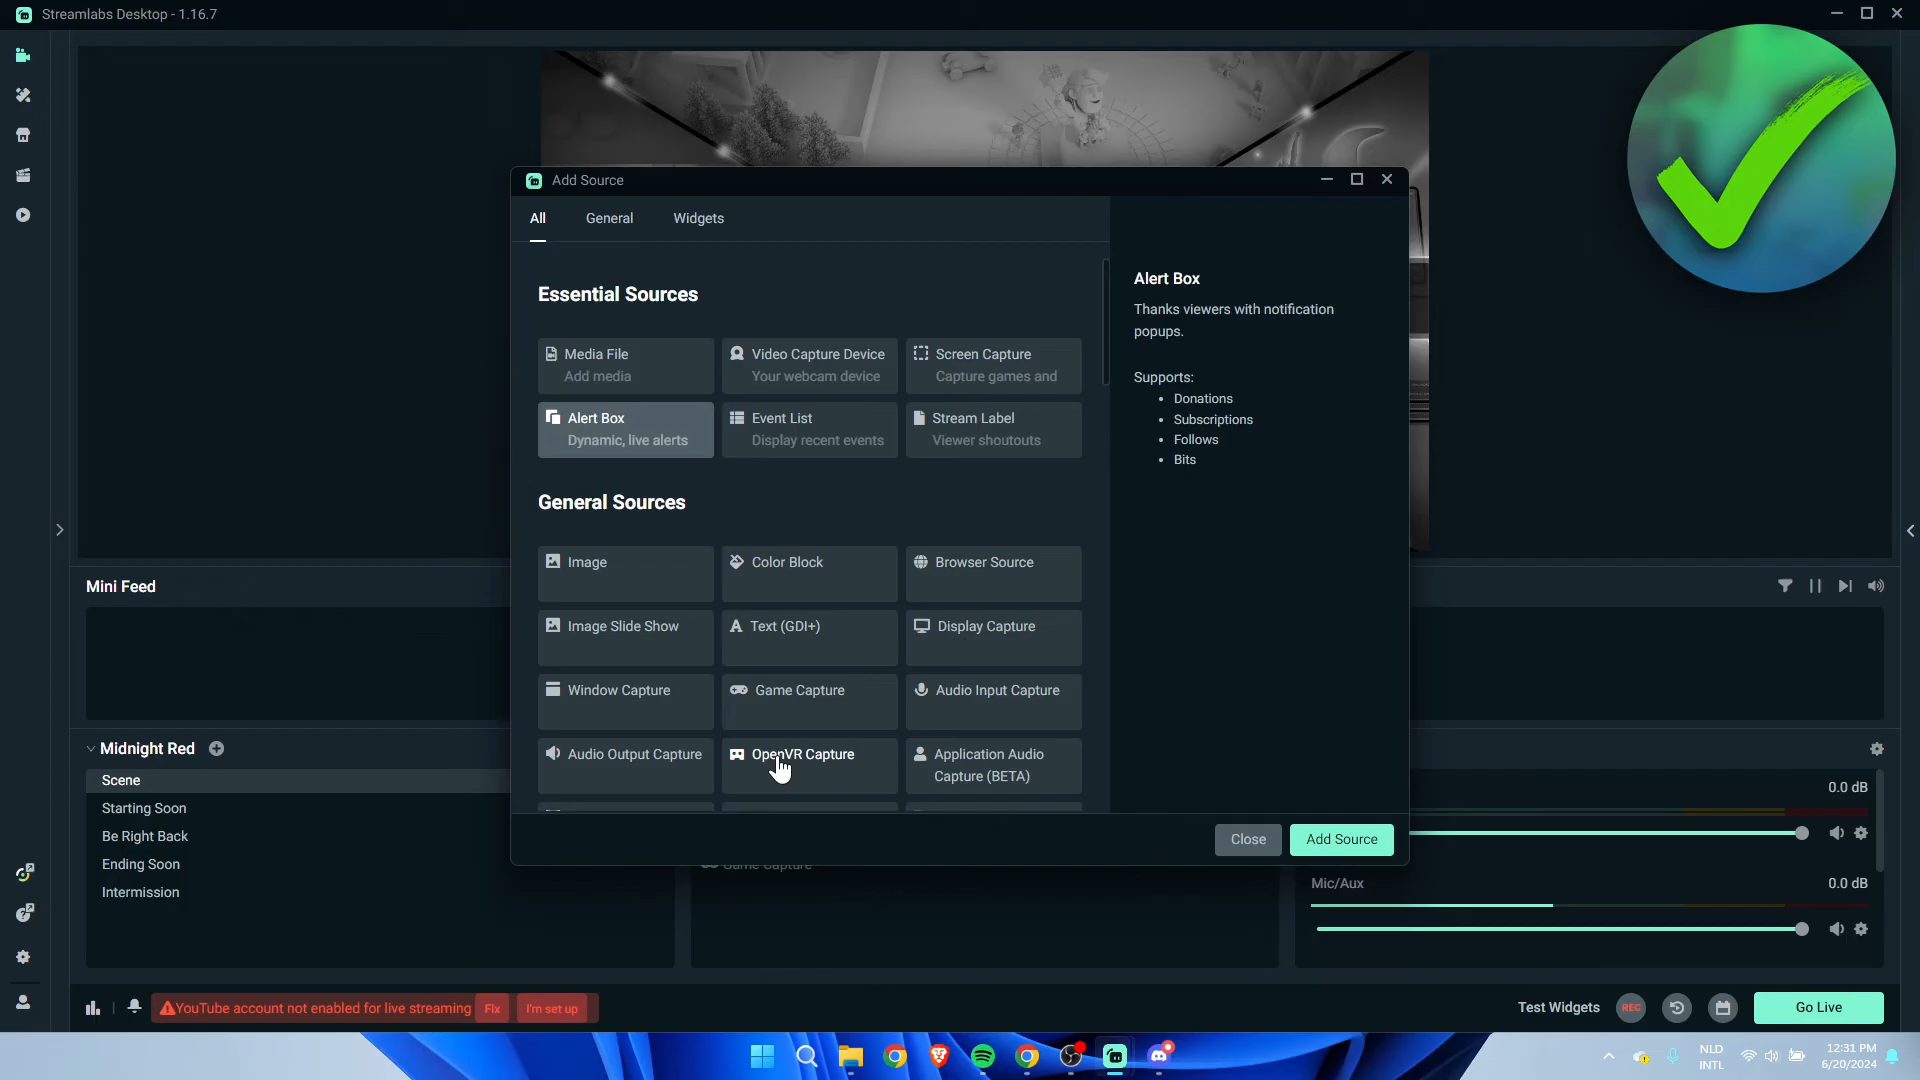 Streamlabs Desktop - 1.16.7
Add Source
All
General
Widgets
Essential Sources
Media File
Add media
Video Capture Device
Your webcam device
Screen Capture
Capture games and
Alert Box
Dynamic, live alerts
Event List
Display recent events
Stream Label
Viewer shoutouts
General Sources
Image
Color Block
Browser Source
Image Slide Show
Text (GDI+)
Display Capture
Window Capture
Game Capture
Audio Input Capture
Audio Output Capture
OpenVR Capture
Application Audio
Capture (BETA)
Alert Box
Thanks viewers with notification
popups.
Supports:
• Donations
• Subscriptions
• Follows
• Bits
Close
Add Source
Mini Feed
Midnight Red
Scene
Starting Soon
Be Right Back
Ending Soon
Intermission
Game Capture
0.0 dB
Mic/Aux
0.0 dB
YouTube account not enabled for live streaming
Fix
I'm set up
Test Widgets
REC
Go Live
NLD
INTL
12:31 PM
6/20/2024